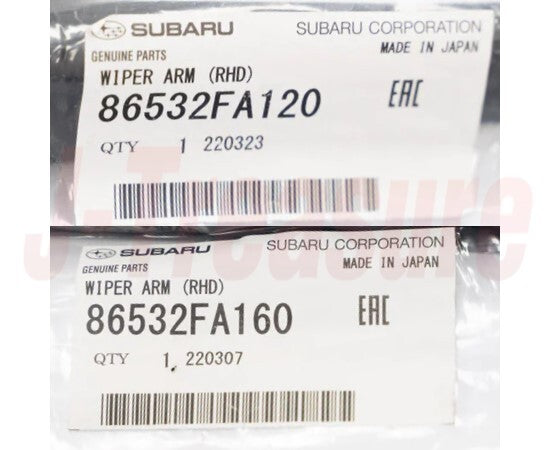 SUBARU SUBARU CORPORATION
GENUINE PARTS MADE IN JAPAN
WIPER ARM (RHD)
86532FA120 EAC
QTY 1 220323
J-Treasure
SUBARU SUBARU CORPORATION
GENUINE PARTS MADE IN JAPAN
WIPER ARM (RHD)
86532FA160 EAC
QTY 1 220307